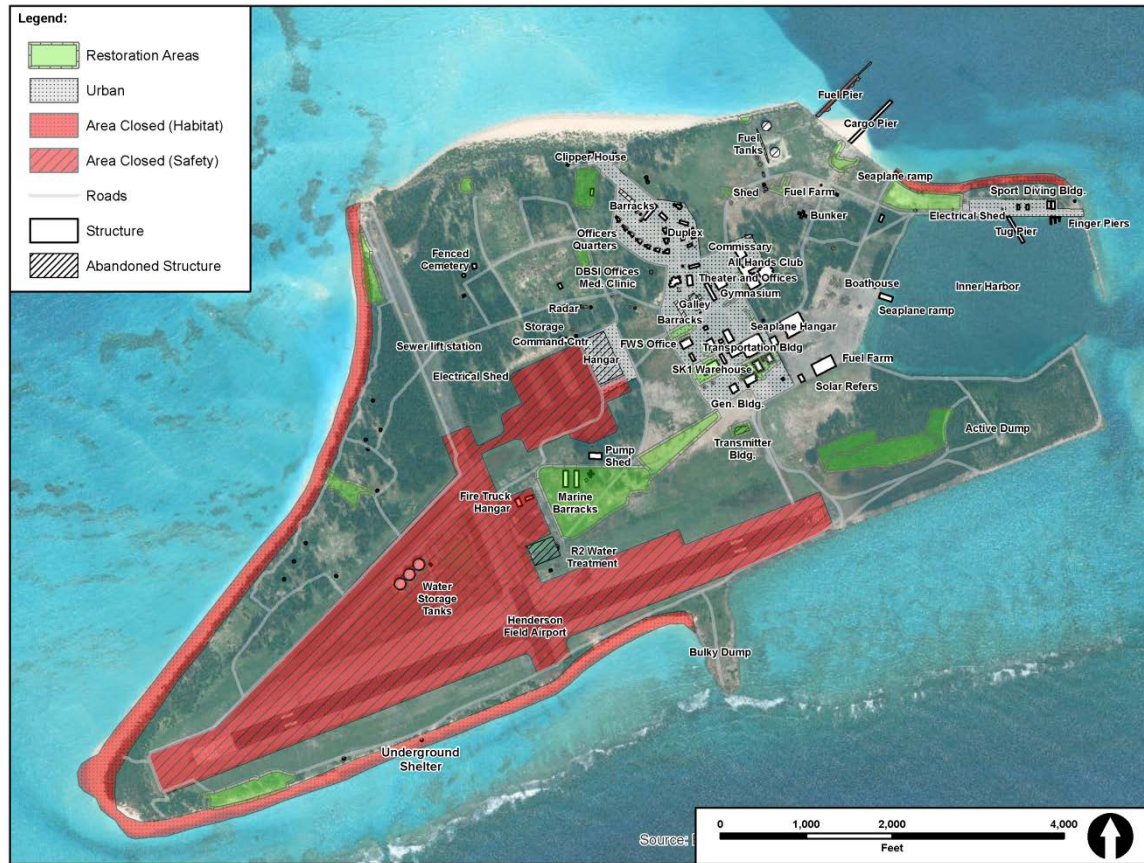 Legend:
Restoration Areas
Urban
Area Closed (Habitat)
Area Closed (Safety)
Roads
Structure
Abandoned Structure
Fuel Pier
Cargo Pier
Fuel
Tanks
Clipper House
Seaplane ramp
Shed
Fuel Farm
Sport Diving Bldg.
Barracks
Bunker
Electrical Shed
Finger Piers
Tug Pier
Officers
Quarters
Duplex
Commissary
Fenced
Cemetery
All Hands Club
DBSI Offices
Med. Clinic
Theater and Offices
Gymnasium
Boathouse
Inner Harbor
Radar
Galley
Seaplane ramp
Barracks
Storage
Seaplane Hangar
Command Cntr.
FWS Office
Sewer lift station
Transportation Bldg
Hangar
Fuel Farm
Electrical Shed
SK1 Warehouse
Solar Refers
Gen. Bldg.
Active Dump
Transmitter
Bldg.
Pump
Shed
Marine
Barracks
Fire Truck
Hangar
R2 Water
Treatment
Water
Storage
Tanks
Henderson
Field Airport
Bulky Dump
Underground
Shelter
Source:
0 1,000 2,000 4,000
Feet